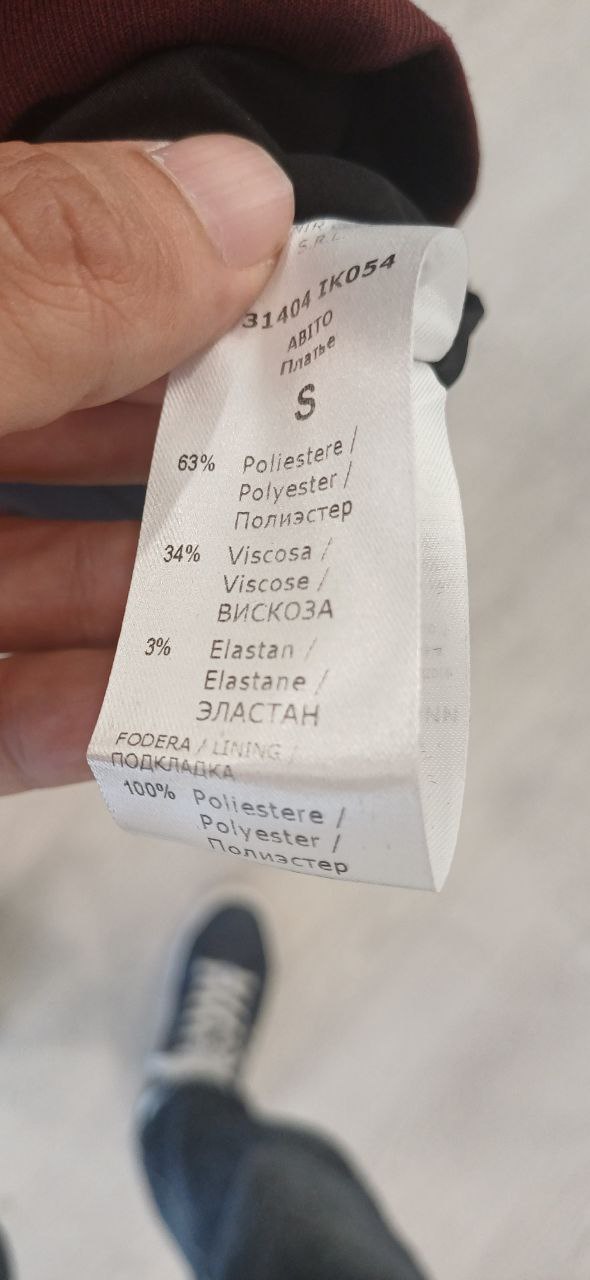 S.R.L.
31404 IK054
ABITO
Платье
S
63% Poliestere /
Polyester /
Полиэстер
34% Viscosa /
Viscose /
ВИСКОЗА
3% Elastan /
Elastane /
ЭЛАСТАН
FODERA / LINING /
ПОДКЛАДКА
100% Poliestere /
Polyester /
Полиэстер